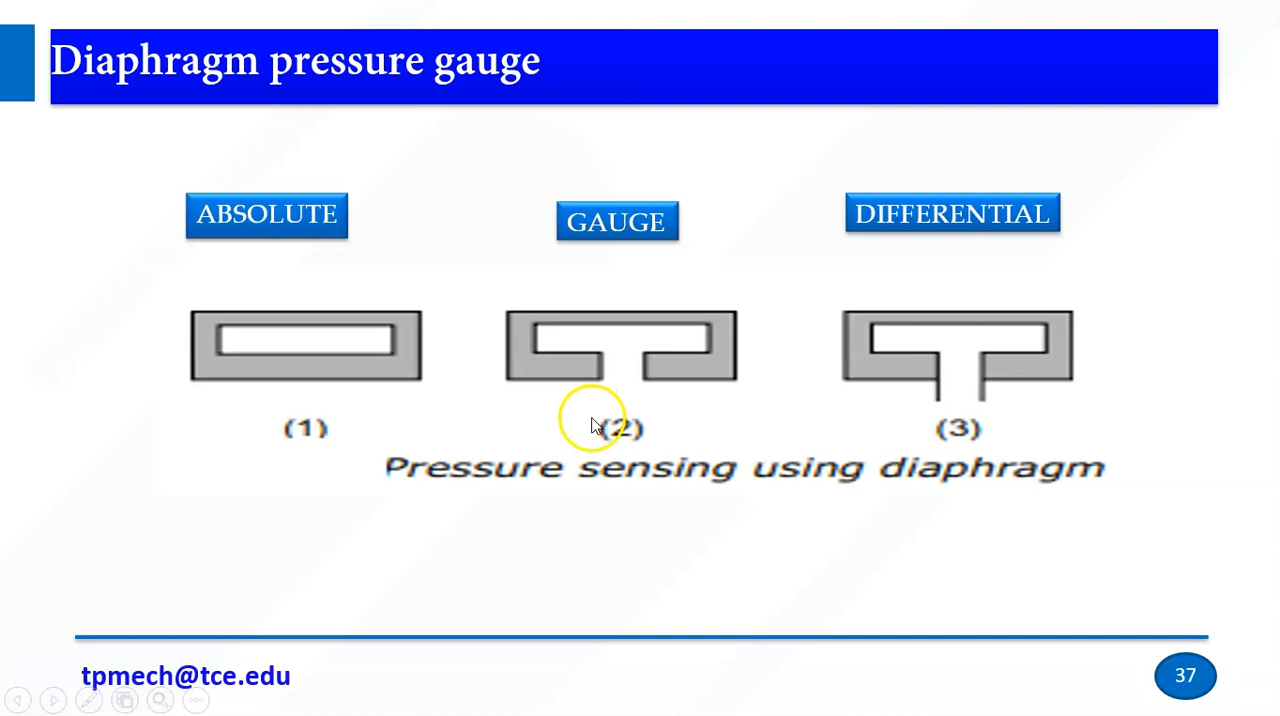 Diaphragm pressure gauge
ABSOLUTE
GAUGE
DIFFERENTIAL
(1)
(2)
(3)
Pressure sensing using diaphragm
tpmech@tce.edu
37